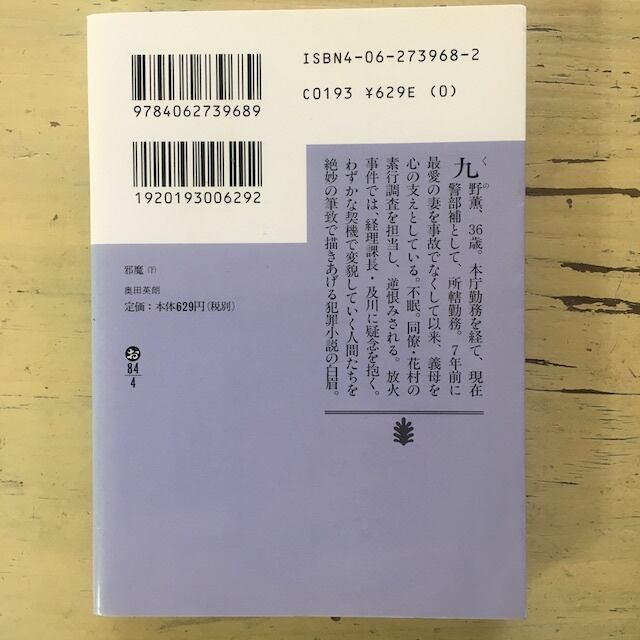 ISBN4-06-273968-2
C0193 ¥629E (0)
9784062739689
1920193006292
九野薫、36歳。本庁勤務を経て、現在
くの
警部補として、所轄勤務。7年前に
最愛の妻を事故でなくして以来、義母を
心の支えとしている。不眠。同僚・花村の
素行調査を担当し、逆恨みされる。放火
事件では、経理課長・及川に疑念を抱く。
わずかな契機で変貌していく人間たちを
絶妙の筆致で描きあげる犯罪小説の白眉。
邪魔(下)
奥田英朗
定価:本体629円(税別)
お
84
4